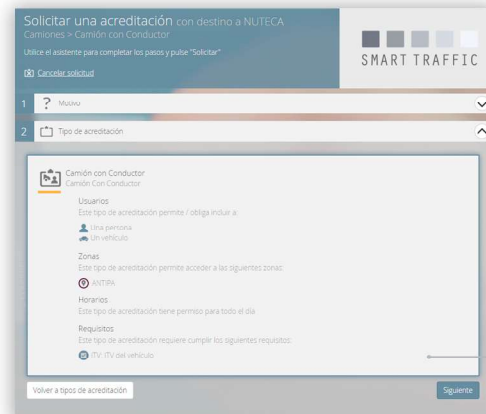 Solicitar una acreditación con destino a NUTECA
Camiones > Camión con Conductor
Utilice el asistente para completar los pasos y pulse "Solicitar"
Cancelar solicitud
SMART TRAFFIC
1 ? Motivo
2 Tipo de acreditación
Camión con Conductor
Camión Con Conductor
Usuarios
Este tipo de acreditación permite / obliga incluir a:
Una persona
Un vehículo
Zonas
Este tipo de acreditación permite acceder a las siguientes zonas:
ANTIPA
Horarios
Este tipo de acreditación tiene permiso para todo el día
Requisitos
Este tipo de acreditación requiere cumplir los siguientes requisitos:
ITV: ITV del vehículo
Volver a tipos de acreditación
Siguiente